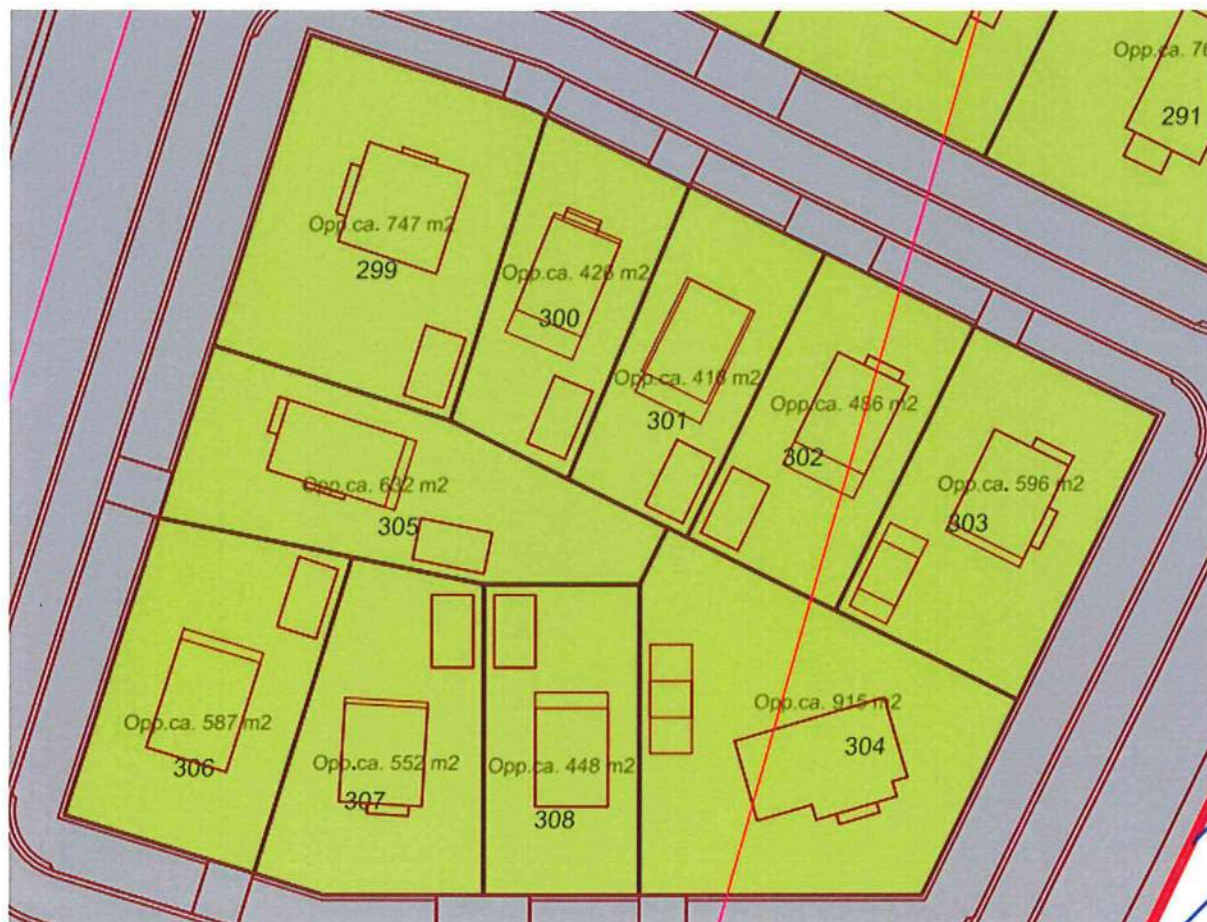 Opp.ca. 76
291
Opp.ca. 747 m2
299
Opp.ca. 426 m2
300
Opp.ca. 418 m2
301
Opp.ca. 486 m2
302
Opp.ca. 596 m2
303
Opp.ca. 632 m2
305
Opp.ca. 915 m2
304
Opp.ca. 587 m2
306
Opp.ca. 552 m2
307
Opp.ca. 448 m2
308